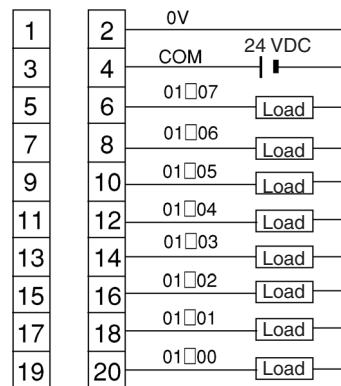 1 2 0V
3 4 COM 24 VDC
5 6 01□07 Load
7 8 01□06 Load
9 10 01□05 Load
11 12 01□04 Load
13 14 01□03 Load
15 16 01□02 Load
17 18 01□01 Load
19 20 01□00 Load